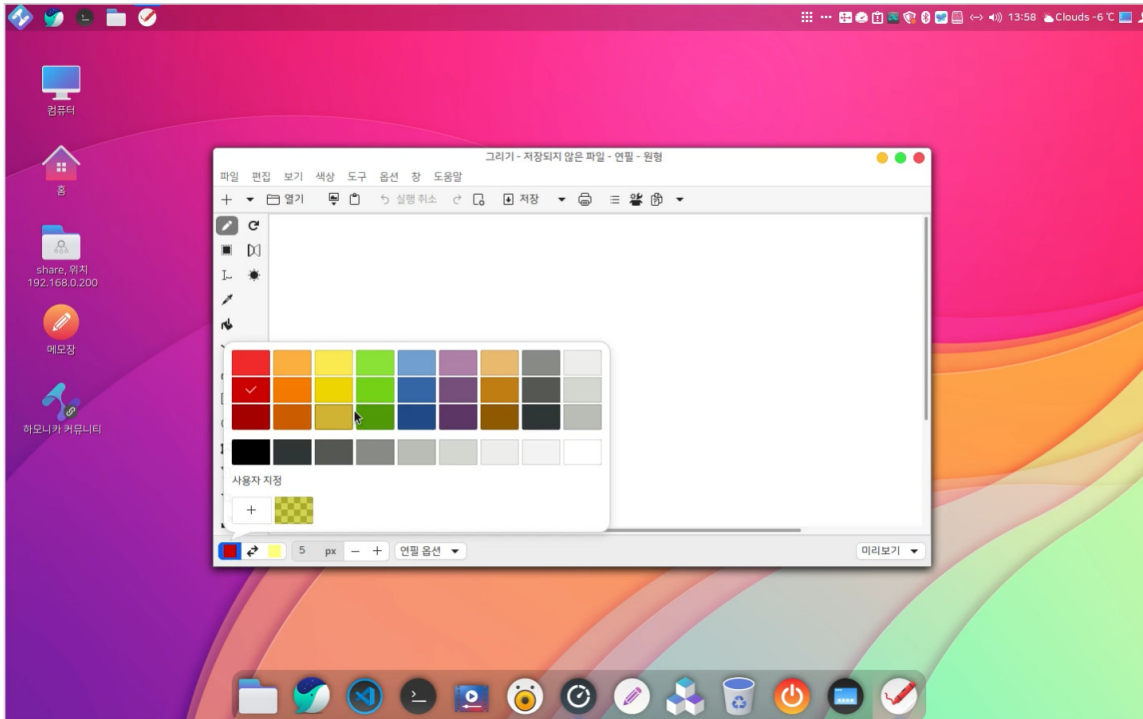 13:58 Clouds -6 ℃
컴퓨터
홈
share, 위치
192.168.0.200
메모장
하모니카 커뮤니티
그리기 - 저장되지 않은 파일 - 연필 - 원형
파일 편집 보기 색상 도구 옵션 창 도움말
열기 실행 취소 저장
사용자 지정
5 px 연필 옵션 미리보기